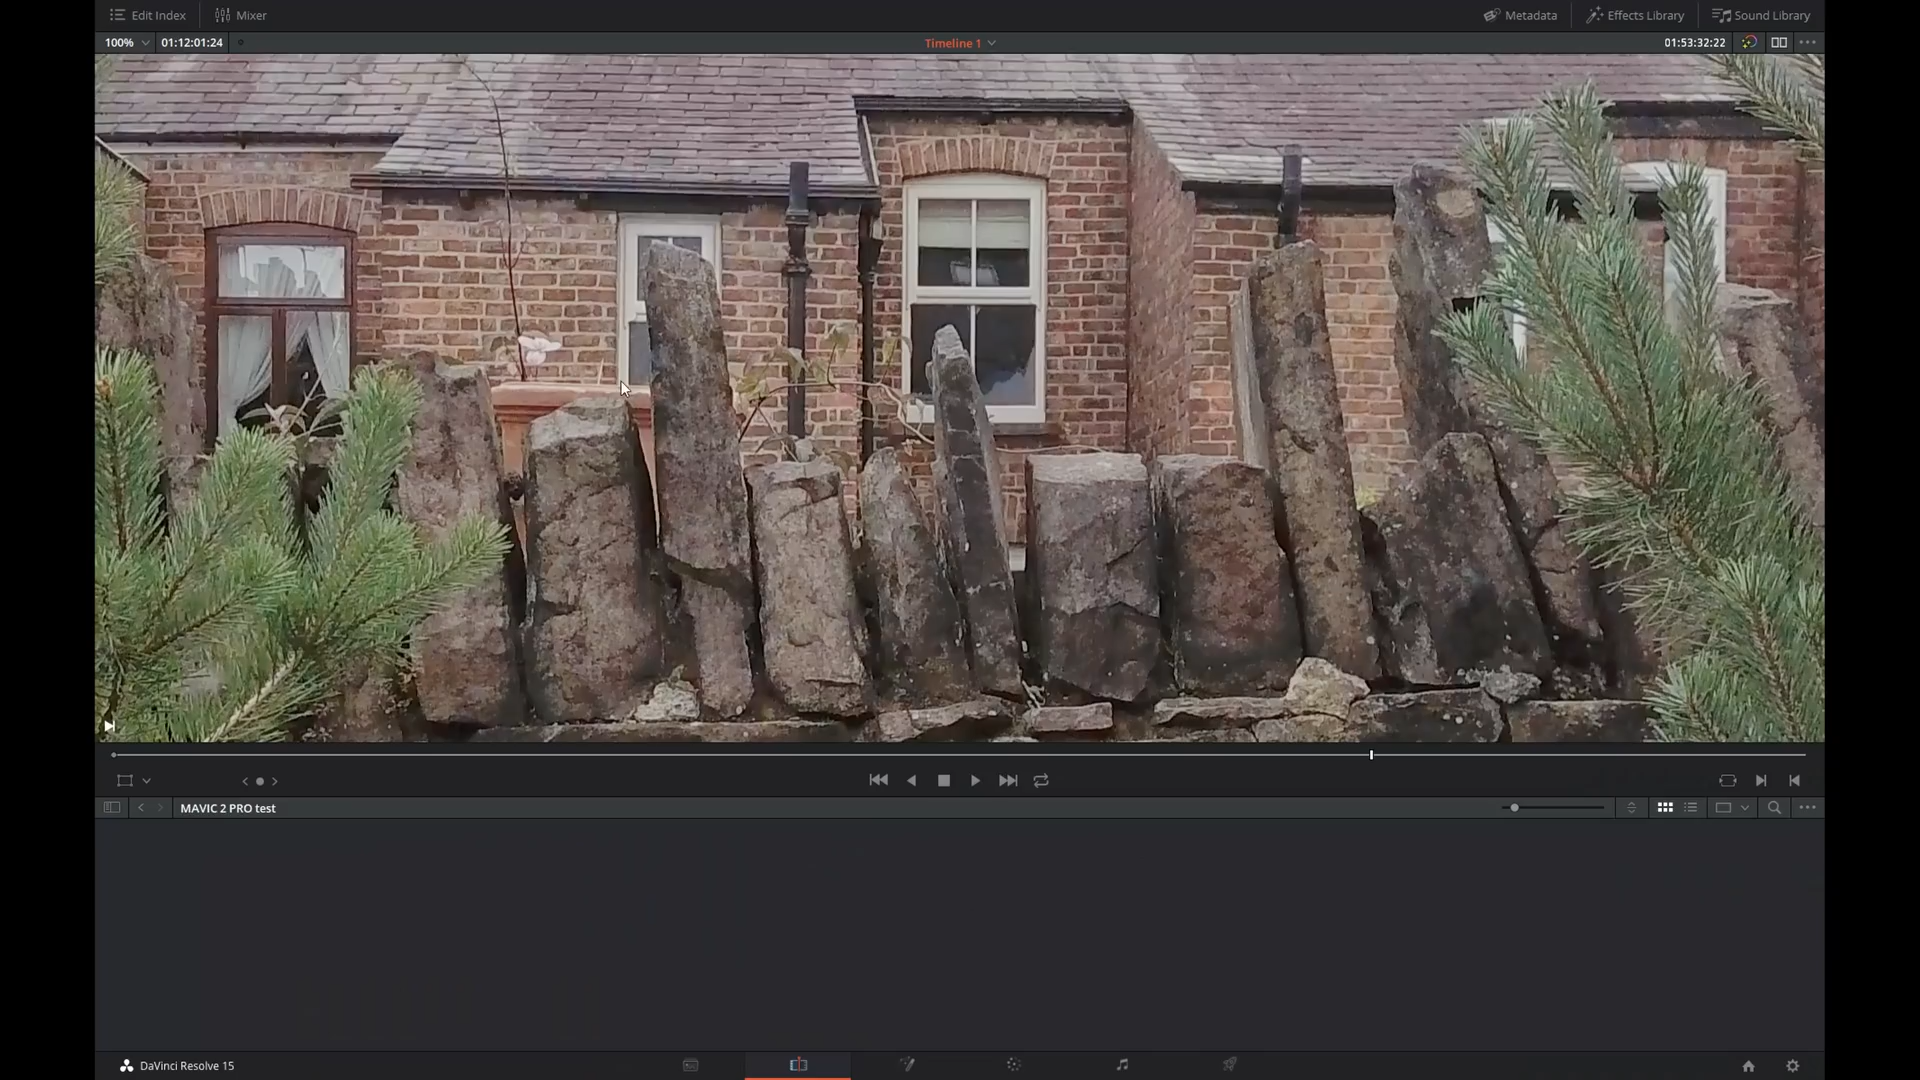 Edit Index
Mixer
Metadata
Effects Library
Sound Library
100%
01:12:01:24
Timeline 1
01:53:32:22
MAVIC 2 PRO test
DaVinci Resolve 15